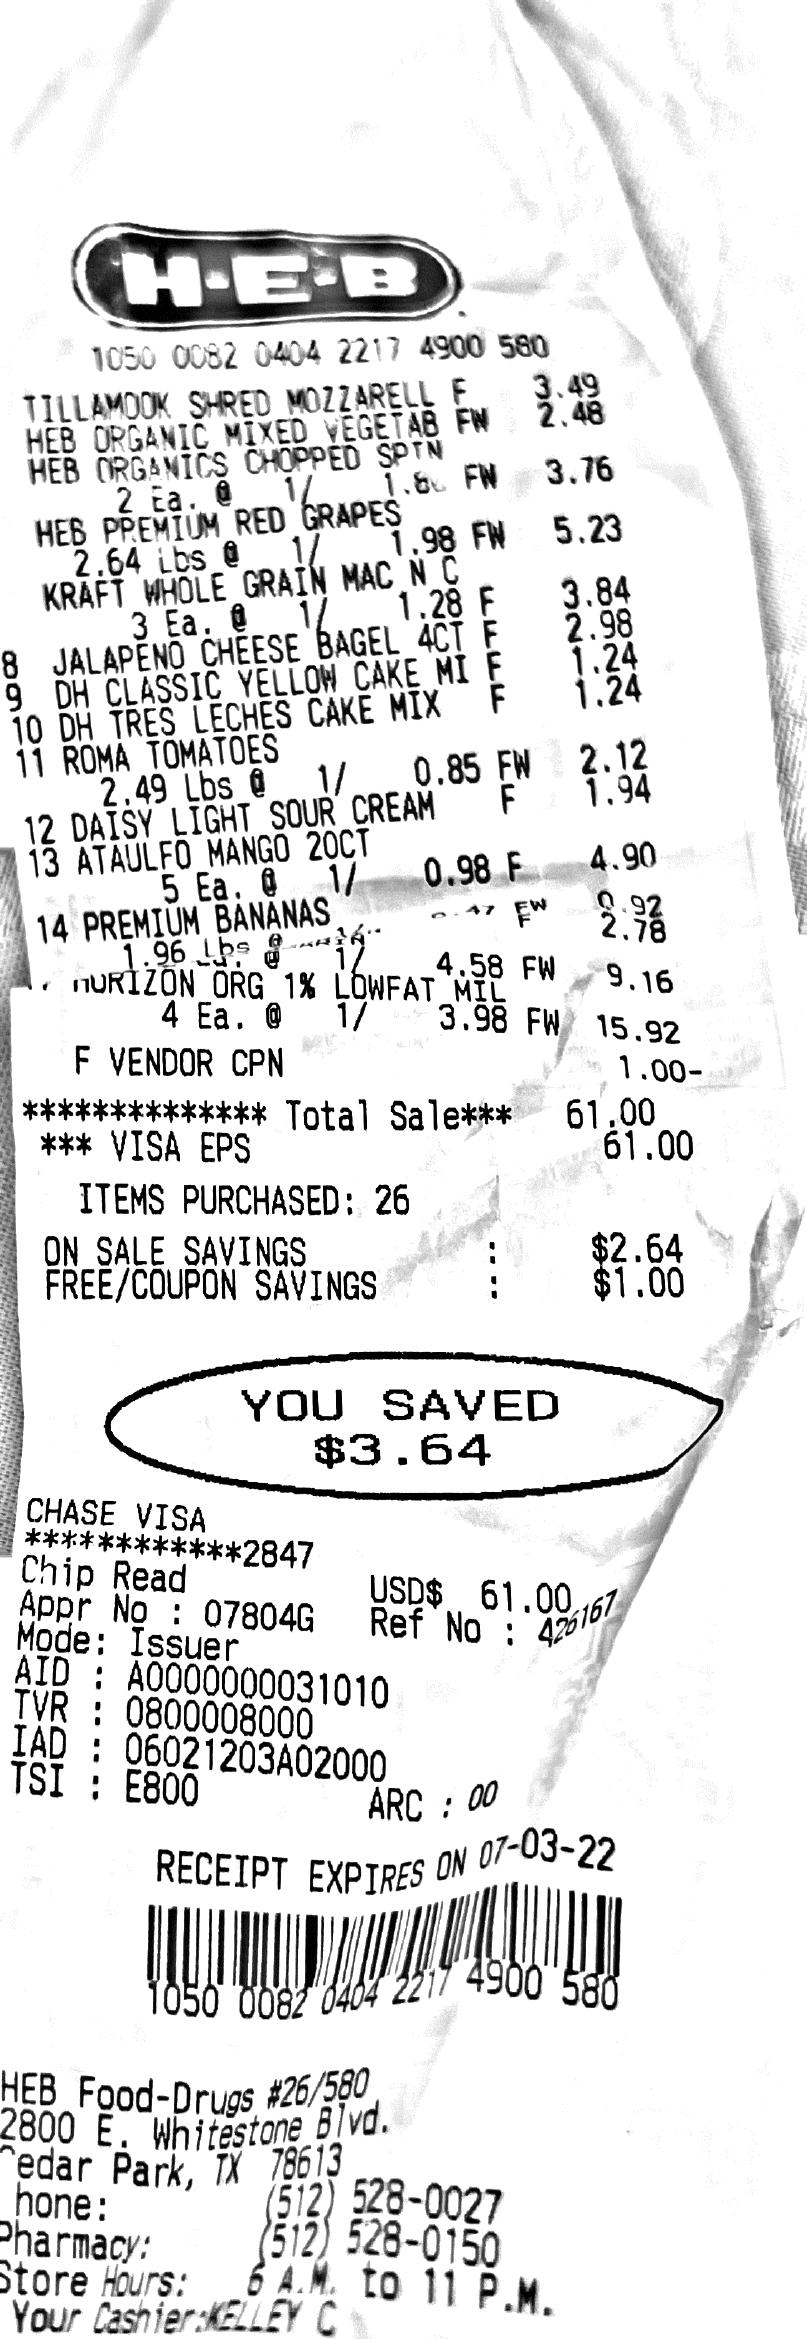 H-E-B
1050 0082 0404 2217 4900 580
TILLAMOOK SHRED MOZZARELL F 3.49
HEB ORGANIC MIXED VEGETAB FW 2.48
HEB ORGANICS CHOPPED SPIN
2 Ea. @ 1/ FW 3.76
HEB PREMIUM RED GRAPES
2.64 Lbs @ 1/ 1.98 FW 5.23
KRAFT WHOLE GRAIN MAC N C
3 Ea. @ 1/ 1.28 F 3.84
8 JALAPENO CHEESE BAGEL 4CT F 2.98
9 DH CLASSIC YELLOW CAKE MI F 1.24
10 DH TRES LECHES CAKE MIX F 1.24
11 ROMA TOMATOES
2.49 Lbs @ 1/ 0.85 FW 2.12
12 DAISY LIGHT SOUR CREAM F 1.94
13 ATAULFO MANGO 20CT
5 Ea. @ 1/ 0.98 F 4.90
14 PREMIUM BANANAS
1.96 Lbs @ FW 0.92
F 2.78
@ 1/ 4.58 FW 9.16
HORIZON ORG 1% LOWFAT MIL
4 Ea. @ 1/ 3.98 FW 15.92
F VENDOR CPN 1.00-
************** Total Sale*** 61.00
*** VISA EPS 61.00
ITEMS PURCHASED: 26
ON SALE SAVINGS : $2.64
FREE/COUPON SAVINGS : $1.00
YOU SAVED
$3.64
CHASE VISA
************2847
Chip Read USD$ 61.00
Appr No : 07804G Ref No : 426167
Mode: Issuer
AID : A0000000031010
TVR : 0800008000
IAD : 06021203A02000
TSI : E800 ARC : 00
RECEIPT EXPIRES ON 07-03-22
1050 0082 0404 2217 4900 580
HEB Food-Drugs #26/580
2800 E. Whitestone Blvd.
Cedar Park, TX 78613
hone: (512) 528-0027
Pharmacy: (512) 528-0150
Store Hours: 6 A.M. to 11 P.M.
Your Cashier:KELLEY C